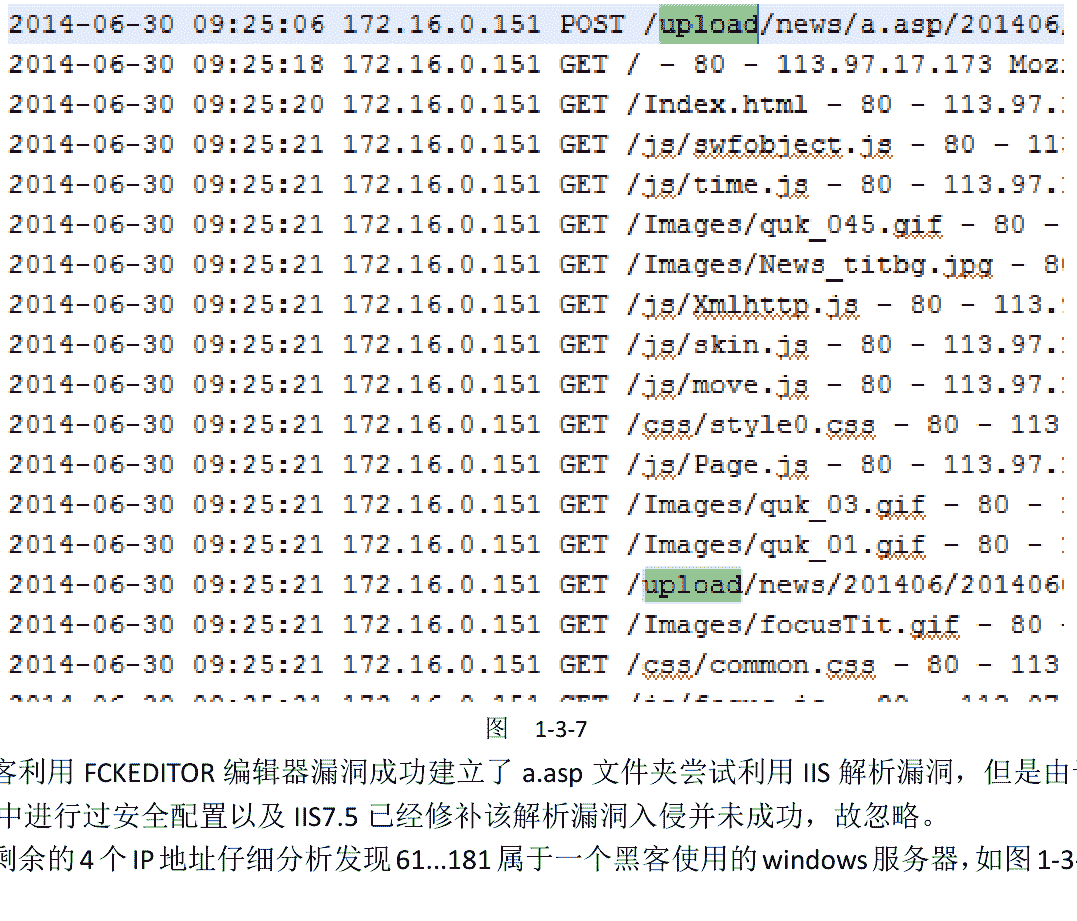 2014-06-30 09:25:06 172.16.0.151 POST /upload/news/a.asp/201406
2014-06-30 09:25:18 172.16.0.151 GET / - 80 - 113.97.17.173 Moz
2014-06-30 09:25:20 172.16.0.151 GET /Index.html - 80 - 113.97.
2014-06-30 09:25:21 172.16.0.151 GET /js/swfobject.js - 80 - 11
2014-06-30 09:25:21 172.16.0.151 GET /js/time.js - 80 - 113.97.
2014-06-30 09:25:21 172.16.0.151 GET /Images/quk_045.gif - 80 -
2014-06-30 09:25:21 172.16.0.151 GET /Images/News_titbg.jpg - 8
2014-06-30 09:25:21 172.16.0.151 GET /js/Xmlhttp.js - 80 - 113.
2014-06-30 09:25:21 172.16.0.151 GET /js/skin.js - 80 - 113.97.
2014-06-30 09:25:21 172.16.0.151 GET /js/move.js - 80 - 113.97.
2014-06-30 09:25:21 172.16.0.151 GET /css/style0.css - 80 - 113
2014-06-30 09:25:21 172.16.0.151 GET /js/Page.js - 80 - 113.97.
2014-06-30 09:25:21 172.16.0.151 GET /Images/quk_03.gif - 80 -
2014-06-30 09:25:21 172.16.0.151 GET /Images/quk_01.gif - 80 -
2014-06-30 09:25:21 172.16.0.151 GET /upload/news/201406/201406
2014-06-30 09:25:21 172.16.0.151 GET /Images/focusTit.gif - 80 -
2014-06-30 09:25:21 172.16.0.151 GET /css/common.css - 80 - 113
图 1-3-7
客利用 FCKEDITOR 编辑器漏洞成功建立了 a.asp 文件夹尝试利用 IIS 解析漏洞，但是由
中进行过安全配置以及 IIS7.5 已经修补该解析漏洞入侵并未成功，故忽略。
剩余的 4 个 IP 地址仔细分析发现 61...181 属于一个黑客使用的 windows 服务器，如图 1-3-